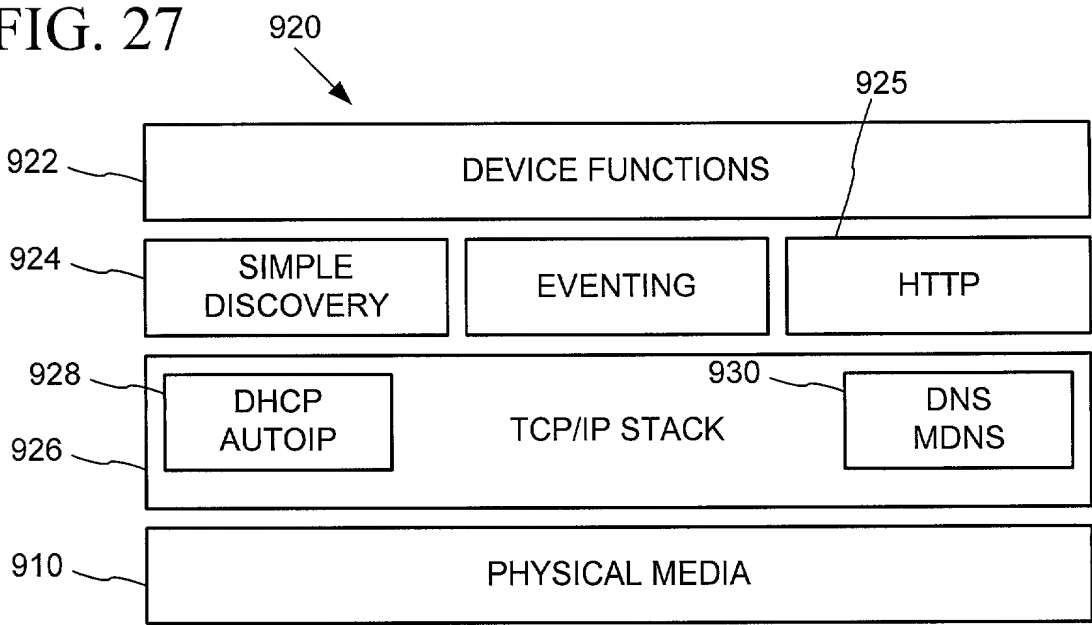 FIG. 27
920
925
922
DEVICE FUNCTIONS
924
SIMPLE
DISCOVERY
EVENTING
HTTP
928
DHCP
AUTOIP
TCP/IP STACK
930
DNS
MDNS
926
910
PHYSICAL MEDIA